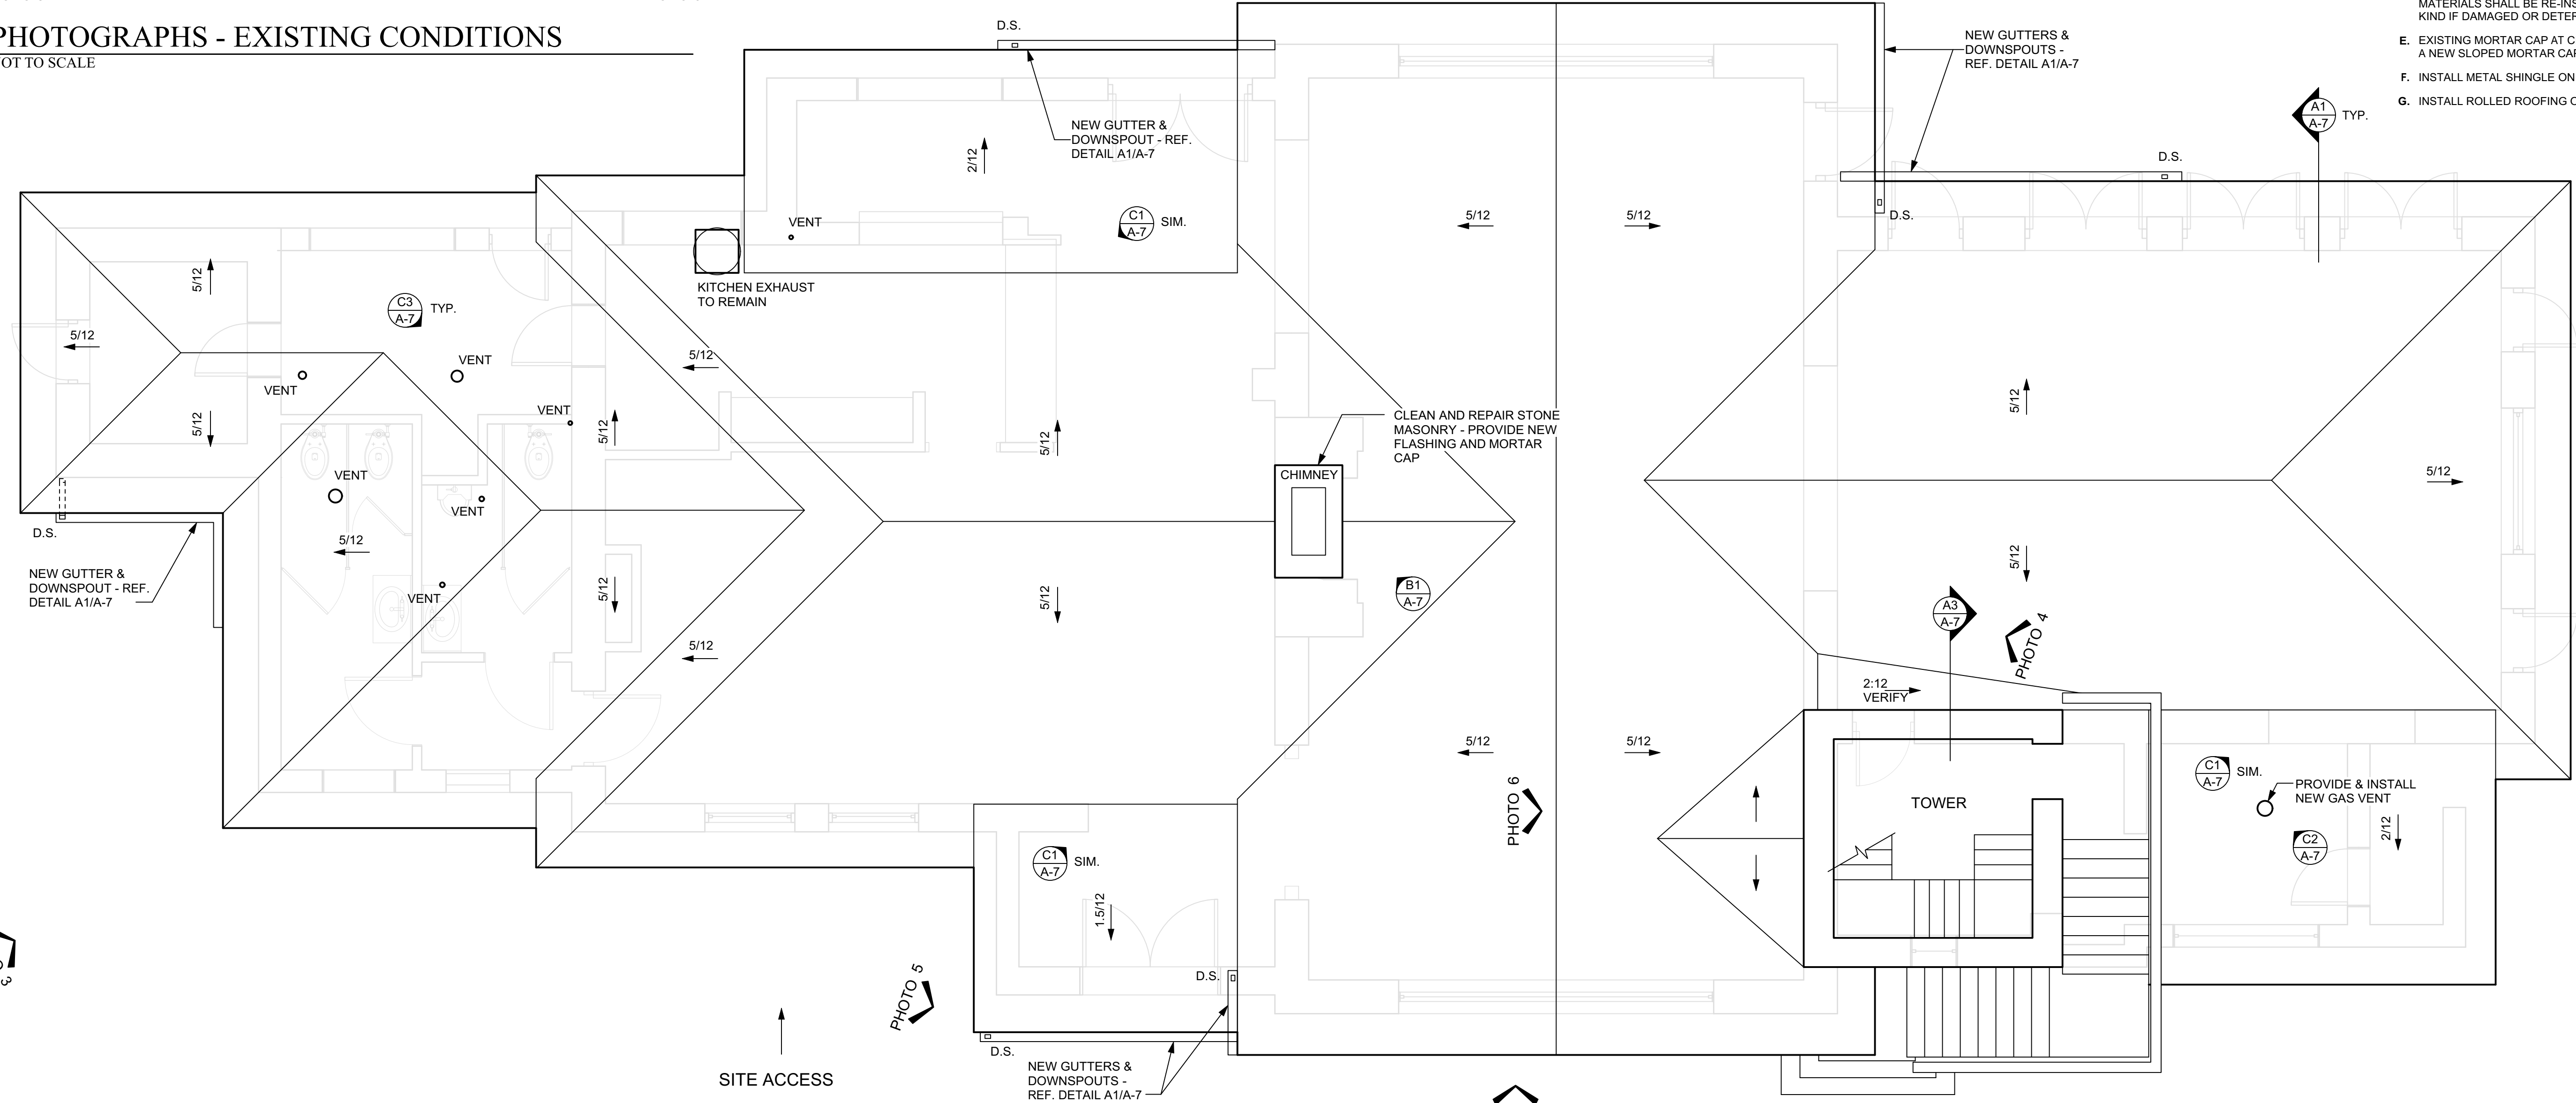 PHOTOGRAPHS - EXISTING CONDITIONS
NOT TO SCALE
D.S.
NEW GUTTER &
DOWNSPOUT - REF.
DETAIL A1/A-7
2/12
C1
A-7
SIM.
VENT
KITCHEN EXHAUST
TO REMAIN
NEW GUTTERS &
DOWNSPOUTS -
REF. DETAIL A1/A-7
D.S.
D.S.
A1
A-7
TYP.
MATERIALS SHALL BE RE-INS
E. EXISTING MORTAR CAP AT C
A NEW SLOPED MORTAR CAP
F. INSTALL METAL SHINGLE ON
G. INSTALL ROLLED ROOFING
5/12
5/12
5/12
5/12
5/12
C3
A-7
TYP.
VENT
VENT
VENT
VENT
VENT
VENT
5/12
5/12
5/12
5/12
5/12
5/12
5/12
5/12
D.S.
NEW GUTTER &
DOWNSPOUT - REF.
DETAIL A1/A-7
CLEAN AND REPAIR STONE
MASONRY - PROVIDE NEW
FLASHING AND MORTAR
CAP
CHIMNEY
B1
A-7
5/12
5/12
5/12
A3
A-7
PHOTO 4
2:12
VERIFY
5/12
5/12
PHOTO 6
TOWER
C1
A-7
SIM.
PROVIDE & INSTALL
NEW GAS VENT
C2
A-7
2/12
C1
A-7
SIM.
1.5/12
D.S.
D.S.
NEW GUTTERS &
DOWNSPOUTS -
REF. DETAIL A1/A-7
PHOTO 5
SITE ACCESS
3